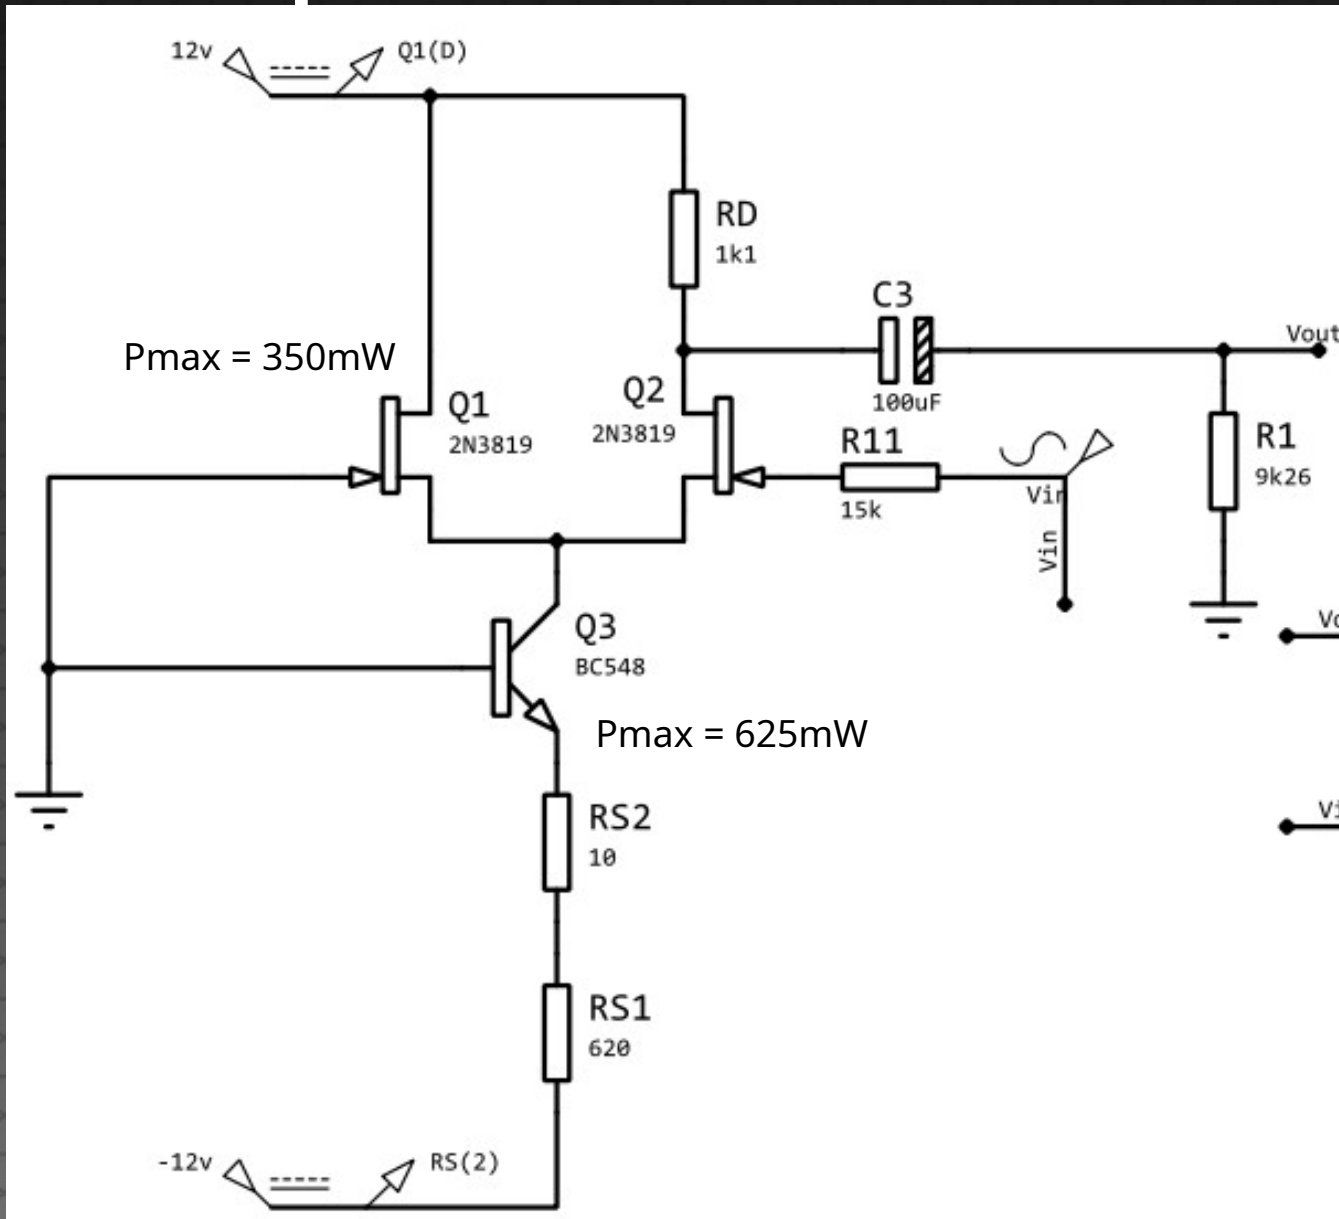 12v
Q1(D)
RD
1k1
C3
100uF
Vout
Pmax = 350mW
Q1
2N3819
Q2
2N3819
R11
15k
Vin
Vin
R1
9k26
Q3
BC548
Pmax = 625mW
RS2
10
RS1
620
-12v
RS(2)